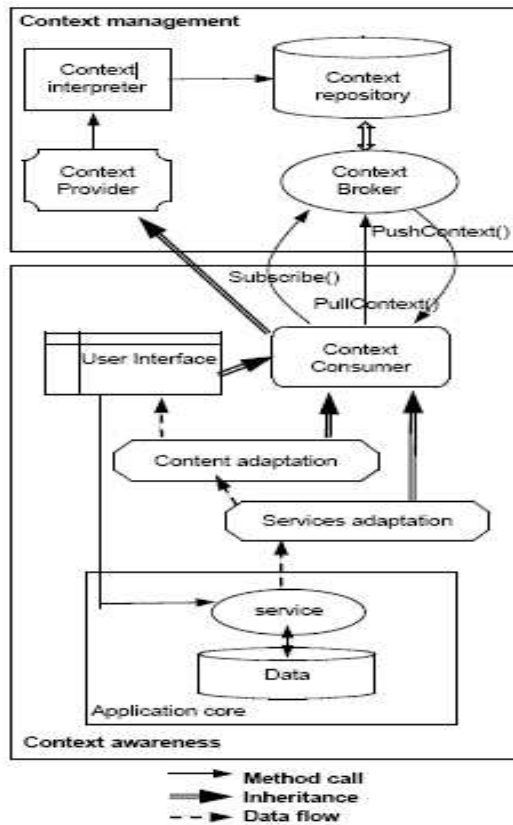 Context management
Context
interpreter
Context
repository
Context
Provider
Context
Broker
PushContext()
Subscribe()
PullContext()
User Interface
Context
Consumer
Content adaptation
Services adaptation
service
Data
Application core
Context awareness
Method call
Inheritance
Data flow